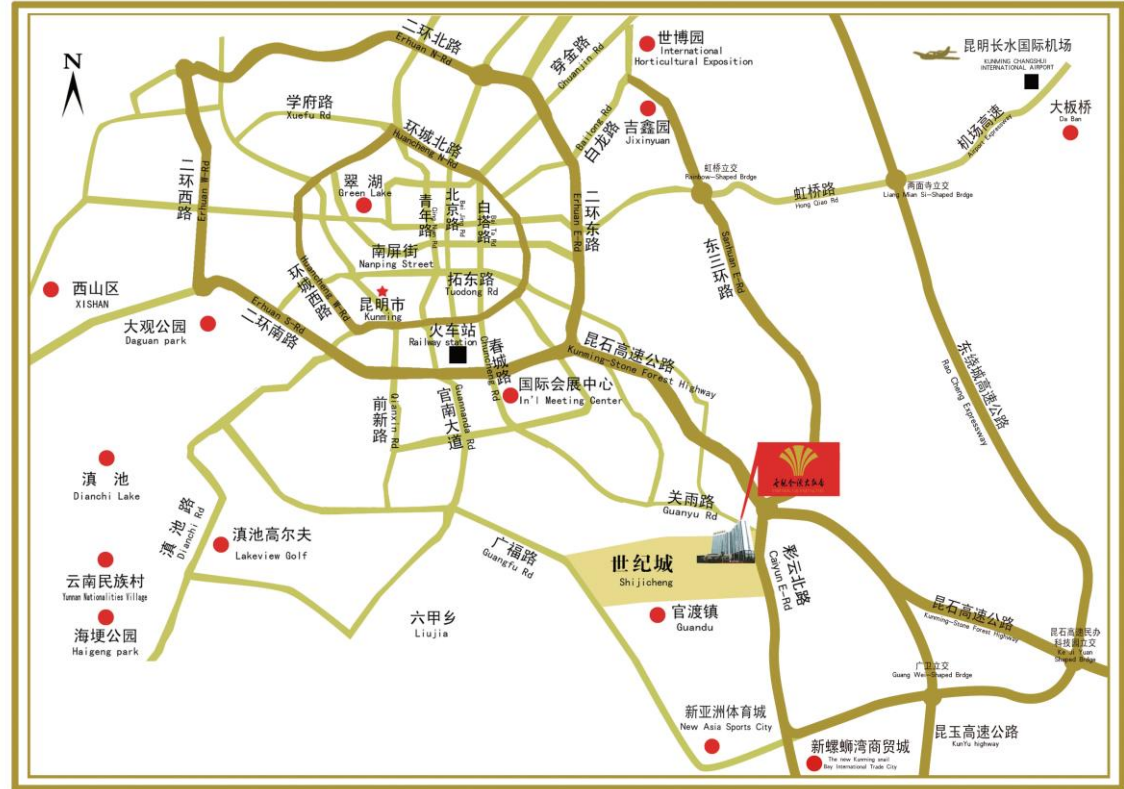 N
二环北路
Erhuan N-Rd
穿金路
Chuanjin Rd
世博园
International
Horticultural Exposition
昆明长水国际机场
KUNMING CHANGSHUI
INTERNATIONAL AIRPORT
大板桥
Da Ban
机场高速
Airport Expressway
学府路
Xuefu Rd
环城北路
Huancheng N-Rd
白龙路
Bailong Rd
吉鑫园
Jixinyuan
虹桥立交
Rainbow-Shaped Brdge
虹桥路
Hong Qiao Rd
两面寺立交
Liang Mian Si-Shaped Brdge
二环西路
Erhuan W-Rd
翠湖
Green Lake
青年路
Qing Nian Rd
北京路
Bei Jing Rd
白塔路
Bai Ta Rd
二环东路
Erhuan E-Rd
东三环路
Sanhuan E-Rd
南屏街
Nanping Street
环城西路
Huancheng W-Rd
拓东路
Tuodong Rd
西山区
XISHAN
昆明市
Kunming
大观公园
Daguan park
二环南路
Erhuan S-Rd
火车站
Railway station
春城路
Chuncheng Rd
昆石高速公路
Kunming-Stone Forest Highway
东绕城高速公路
Rao Cheng Expressway
国际会展中心
In'l Meeting Center
前新路
Qianxin Rd
官南大道
Guannanda Rd
滇池
Dianchi Lake
滇池路
Dianchi Rd
关雨路
Guanyu Rd
滇池高尔夫
Lakeview Golf
广福路
Guangfu Rd
世纪城
Shijicheng
彩云北路
Caiyun E-Rd
云南民族村
Yunnan Nationalities Village
海埂公园
Haigeng park
六甲乡
Liujia
官渡镇
Guandu
昆石高速公路
Kunming-Stone Forest Highway
昆石高速民办
科技园立交
Ke Ji Yuan
Shaped Brdge
广卫立交
Guang Wei-Shaped Brdge
新亚洲体育城
New Asia Sports City
昆玉高速公路
KunYu highway
新螺蛳湾商贸城
The new Kunming snail
Bay International Trade City